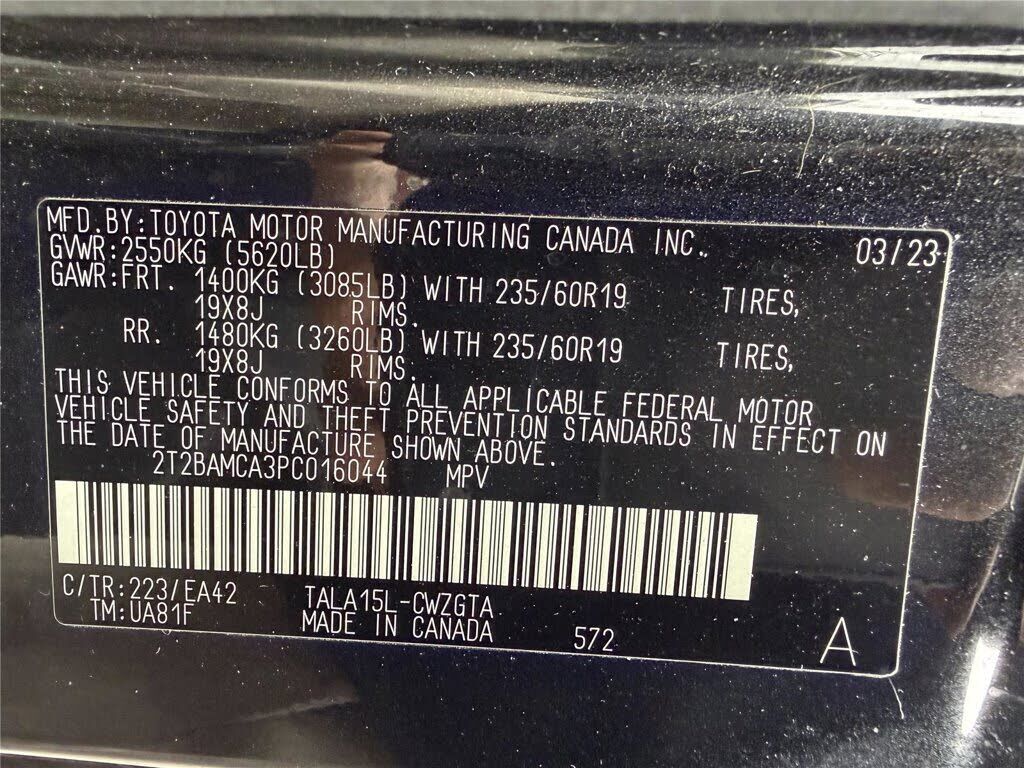 MFD.BY:TOYOTA MOTOR MANUFACTURING CANADA INC. 03/23
GVWR:2550KG (5620LB)
GAWR:FRT. 1400KG (3085LB) WITH 235/60R19 TIRES,
19X8J RIMS.
RR. 1480KG (3260LB) WITH 235/60R19 TIRES,
19X8J RIMS.
THIS VEHICLE CONFORMS TO ALL APPLICABLE FEDERAL MOTOR
VEHICLE SAFETY AND THEFT PREVENTION STANDARDS IN EFFECT ON
THE DATE OF MANUFACTURE SHOWN ABOVE.
2T2BAMCA3PC016044 MPV
C/TR:223/EA42 TALA15L-CWZGTA
TM:UA81F MADE IN CANADA 572 A